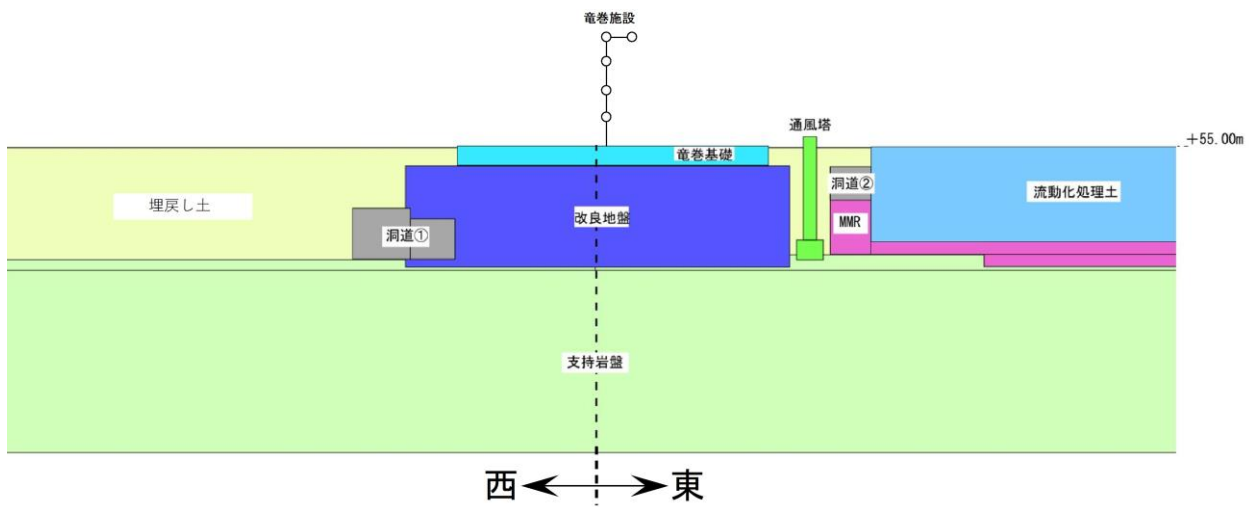 竜巻施設
通風塔
+55.00m
竜巻基礎
洞道②
流動化処理土
埋戻し土
改良地盤
MMR
洞道①
支持岩盤
西
東